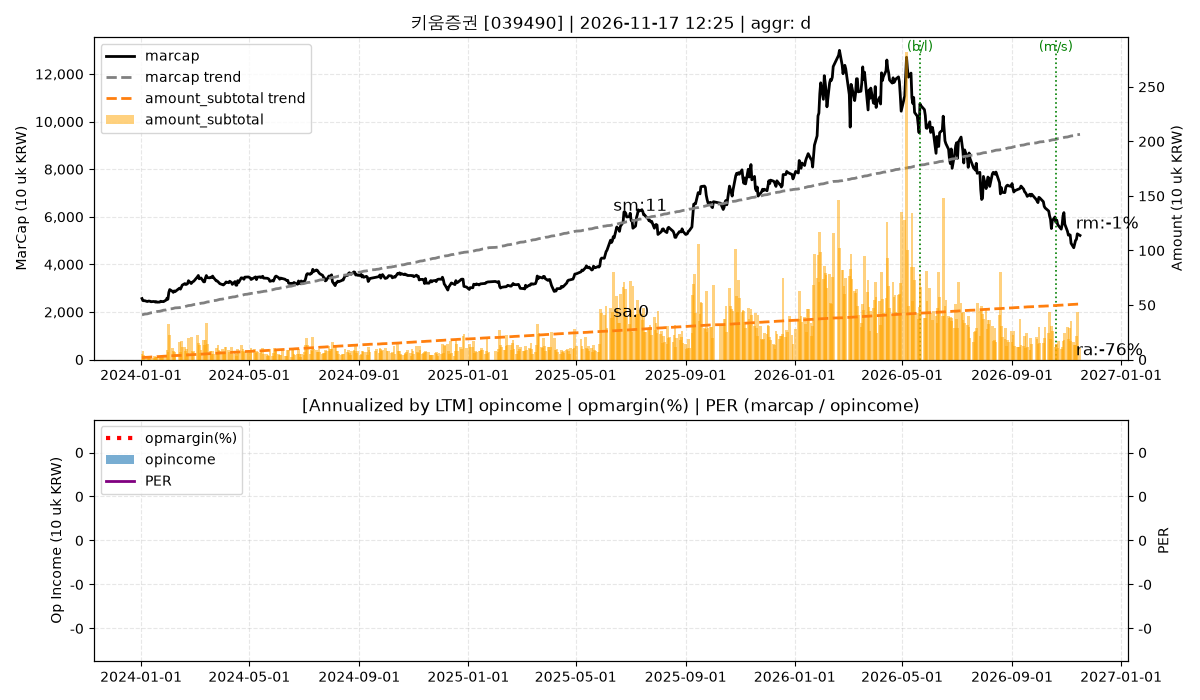 키움증권 [039490] | 2026-11-17 12:25 | aggr: d
marcap
marcap trend
amount_subtotal trend
amount_subtotal
(b/l)
(m/s)
sm:11
sa:0
rm:-1%
ra:-76%
MarCap (10 uk KRW)
12,000
10,000
8,000
6,000
4,000
2,000
0
250
200
150
100
50
0
Amount (10 uk KRW)
2024-01-01 2024-05-01 2024-09-01 2025-01-01 2025-05-01 2025-09-01 2026-01-01 2026-05-01 2026-09-01 2027-01-01
[Annualized by LTM] opincome | opmargin(%) | PER (marcap / opincome)
opmargin(%)
opincome
PER
Op Income (10 uk KRW)
0
0
0
-0
-0
0
0
0
-0
-0
PER
2024-01-01 2024-05-01 2024-09-01 2025-01-01 2025-05-01 2025-09-01 2026-01-01 2026-05-01 2026-09-01 2027-01-01